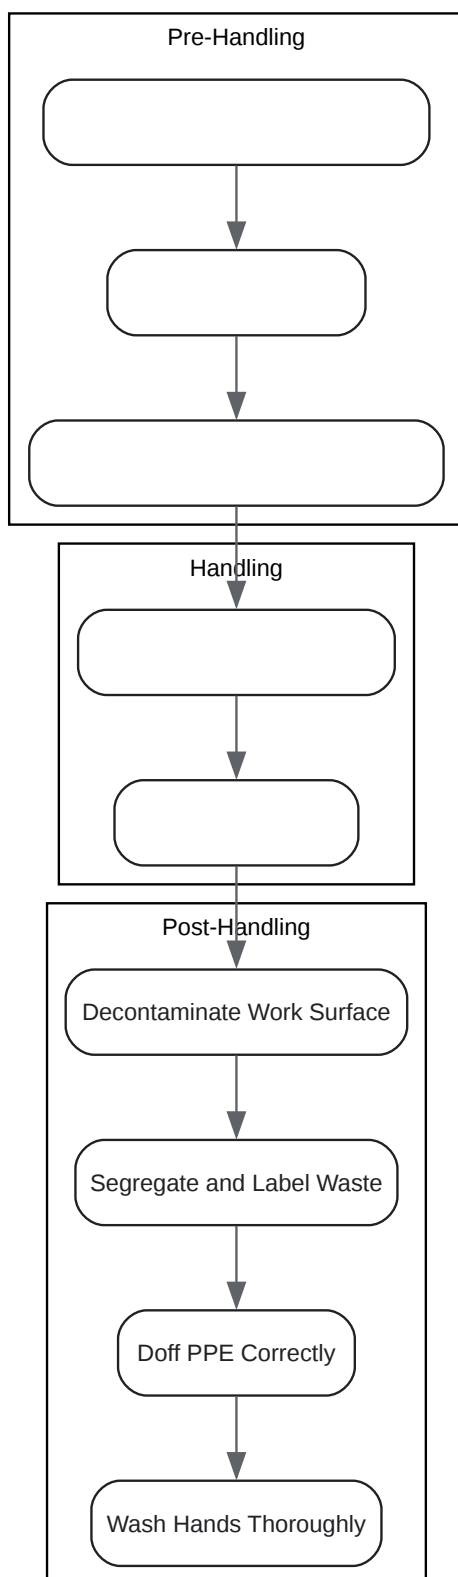 Pre-Handling
Handling
Post-Handling
Decontaminate Work Surface
Segregate and Label Waste
Doff PPE Correctly
Wash Hands Thoroughly